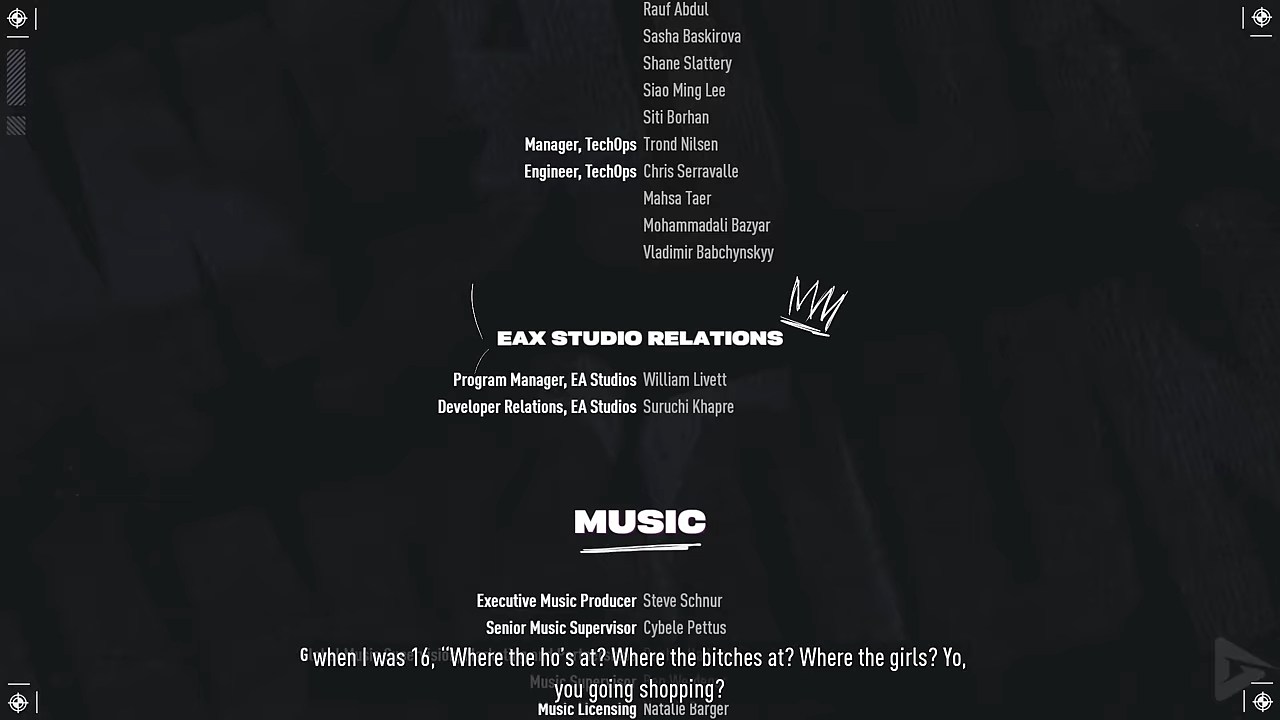 Rauf Abdul
Sasha Baskirova
Shane Slattery
Siao Ming Lee
Siti Borhan
Manager, TechOps Trond Nilsen
Engineer, TechOps Chris Serravalle
Mahsa Taer
Mohammadali Bazyar
Vladimir Babchynskyy
EAX STUDIO RELATIONS
Program Manager, EA Studios William Livett
Developer Relations, EA Studios Suruchi Khapre
MUSIC
Executive Music Producer Steve Schnur
Senior Music Supervisor Cybele Pettus
when I was 16, “Where the ho's at? Where the bitches at? Where the girls? Yo,
Music Supervisor
you going shopping?
Music Licensing Natalie Barger